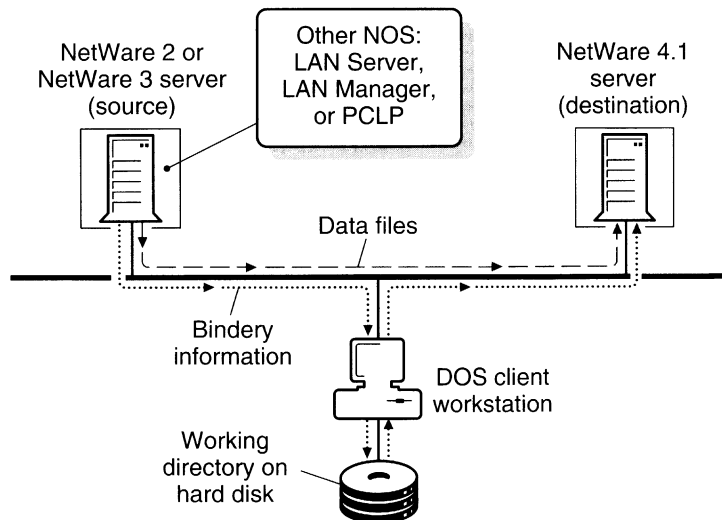 NetWare 2 or
NetWare 3 server
(source)
Other NOS:
LAN Server,
LAN Manager,
or PCLP
NetWare 4.1
server
(destination)
Data files
Bindery
information
DOS client
workstation
Working
directory on
hard disk